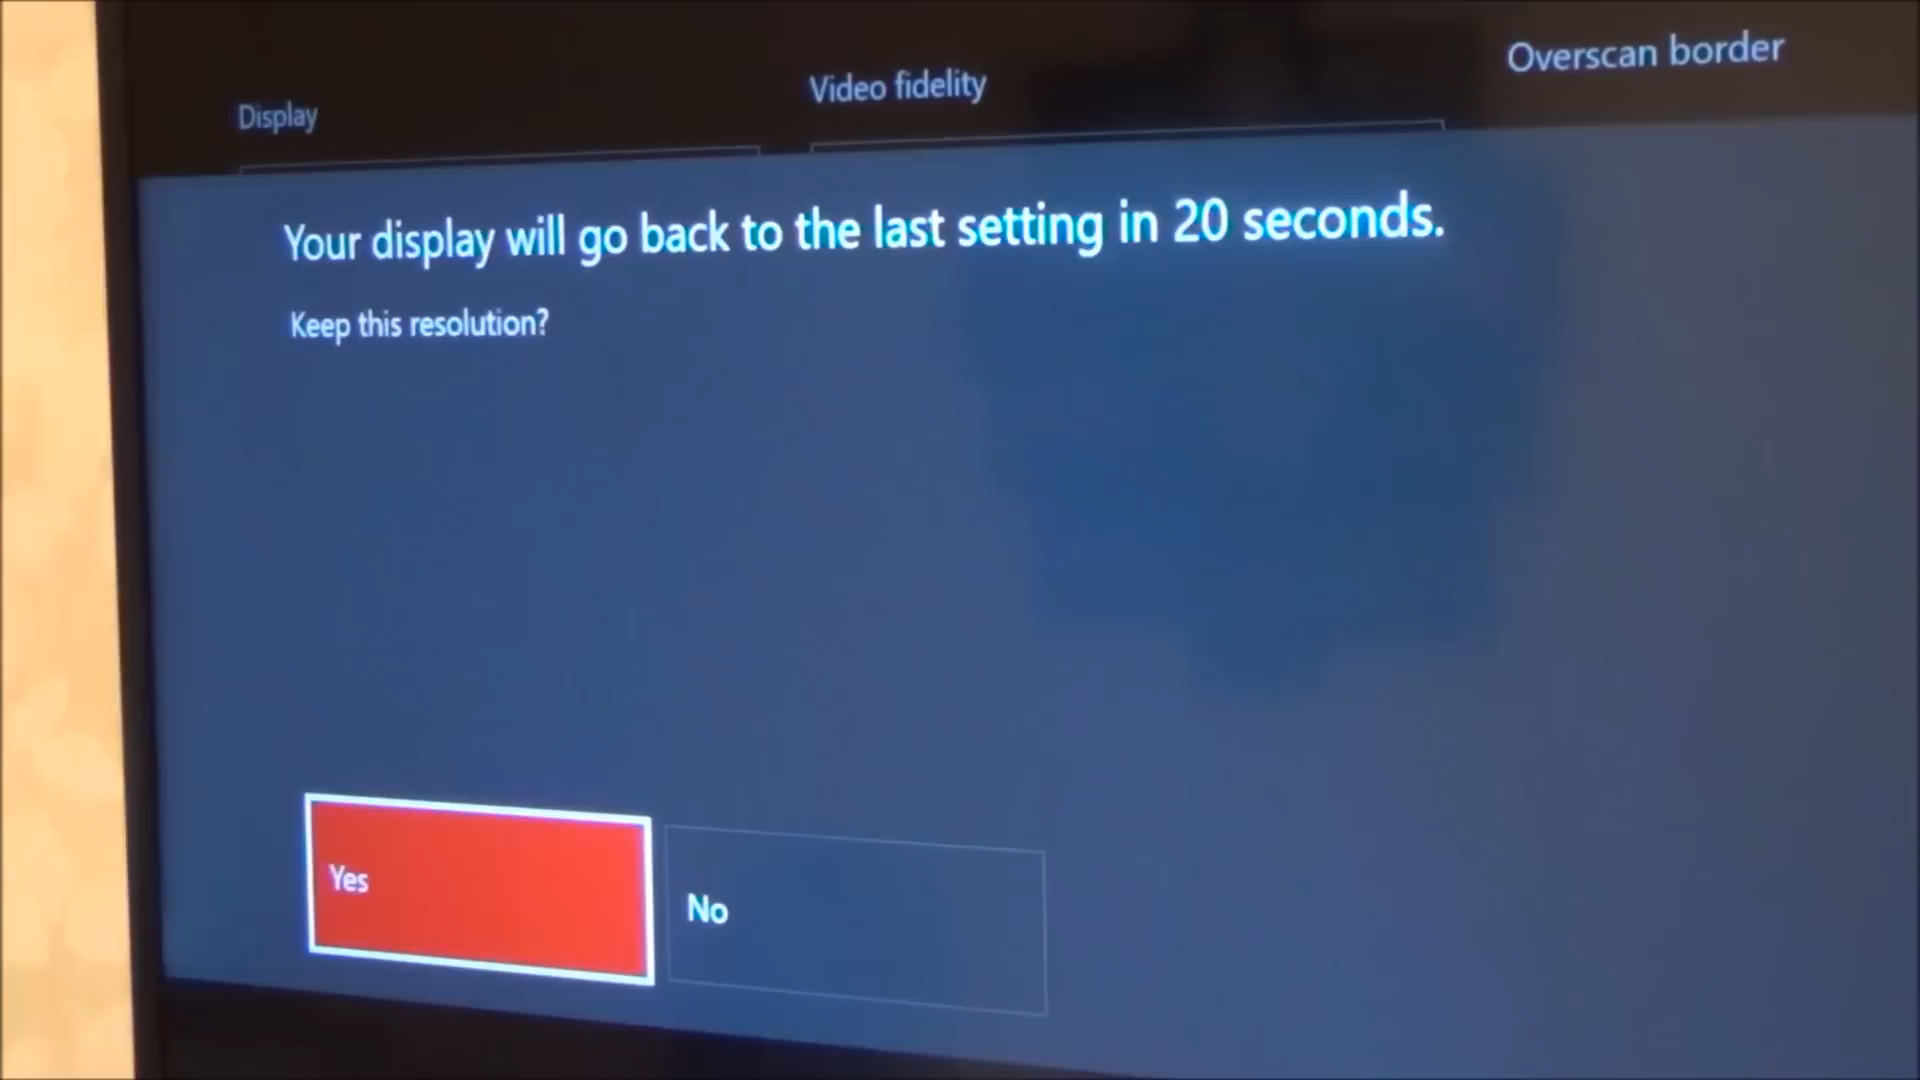 Display
Video fidelity
Overscan border
Your display will go back to the last setting in 20 seconds.
Keep this resolution?
Yes
No